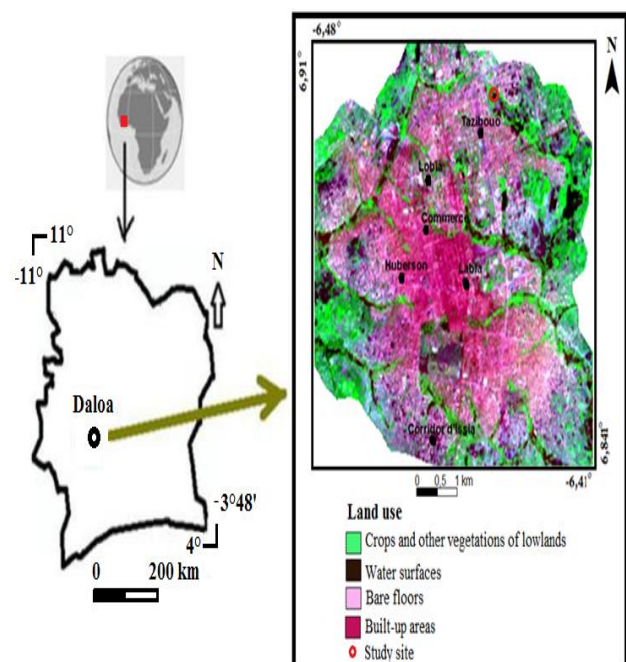 11°
-11°
N
Daloa
-3°48'
4°
0 200 km
-6,48°
6,91°
N
Tazibouo
Lobia
Commerce
Huberson
Labia
Corridor d'Issia
6,841°
-6,41°
0 0.5 1 km
Land use
Crops and other vegetations of lowlands
Water surfaces
Bare floors
Built-up areas
Study site